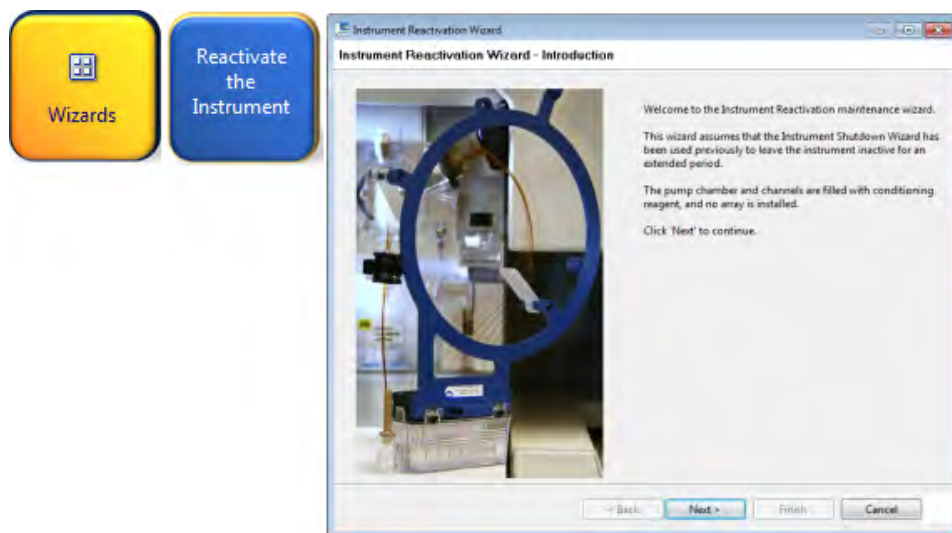 Wizards
Reactivate
the
Instrument
Instrument Reactivation Wizard
Instrument Reactivation Wizard - Introduction
Welcome to the Instrument Reactivation maintenance wizard.
This wizard assumes that the Instrument Shutdown Wizard has
been used previously to leave the instrument inactive for an
extended period.
The pump chamber and channels are filled with conditioning
reagent, and no array is installed.
Click 'Next' to continue.
< Back
Next >
Finish
Cancel